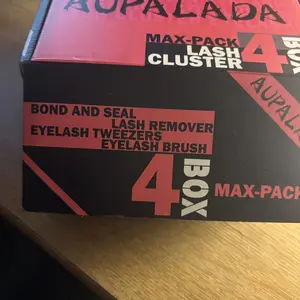 AUPALADA
MAX-PACK
LASH
CLUSTER
4
BOX
BOND AND SEAL
LASH REMOVER
EYELASH TWEEZERS
EYELASH BRUSH
4
BOX
MAX-PACK